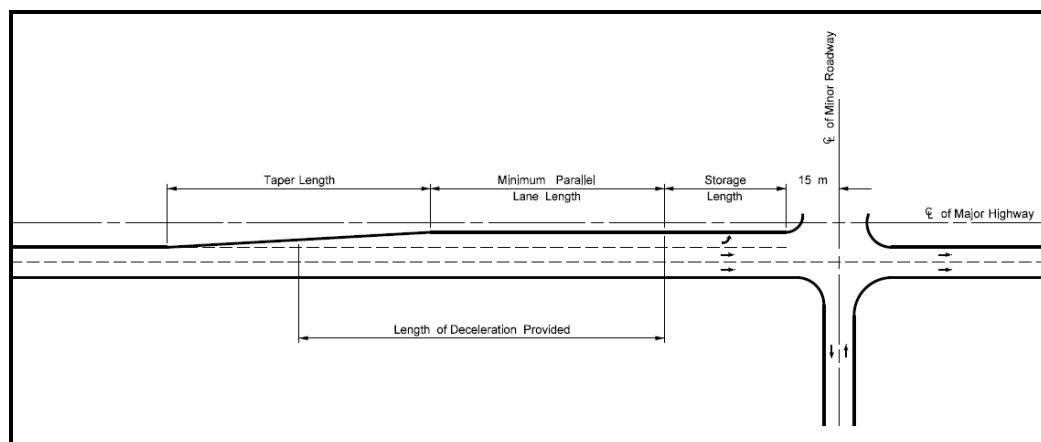 ℄ of Minor Roadway
Taper Length
Minimum Parallel
Lane Length
Storage
Length
15 m
℄ of Major Highway
Length of Deceleration Provided